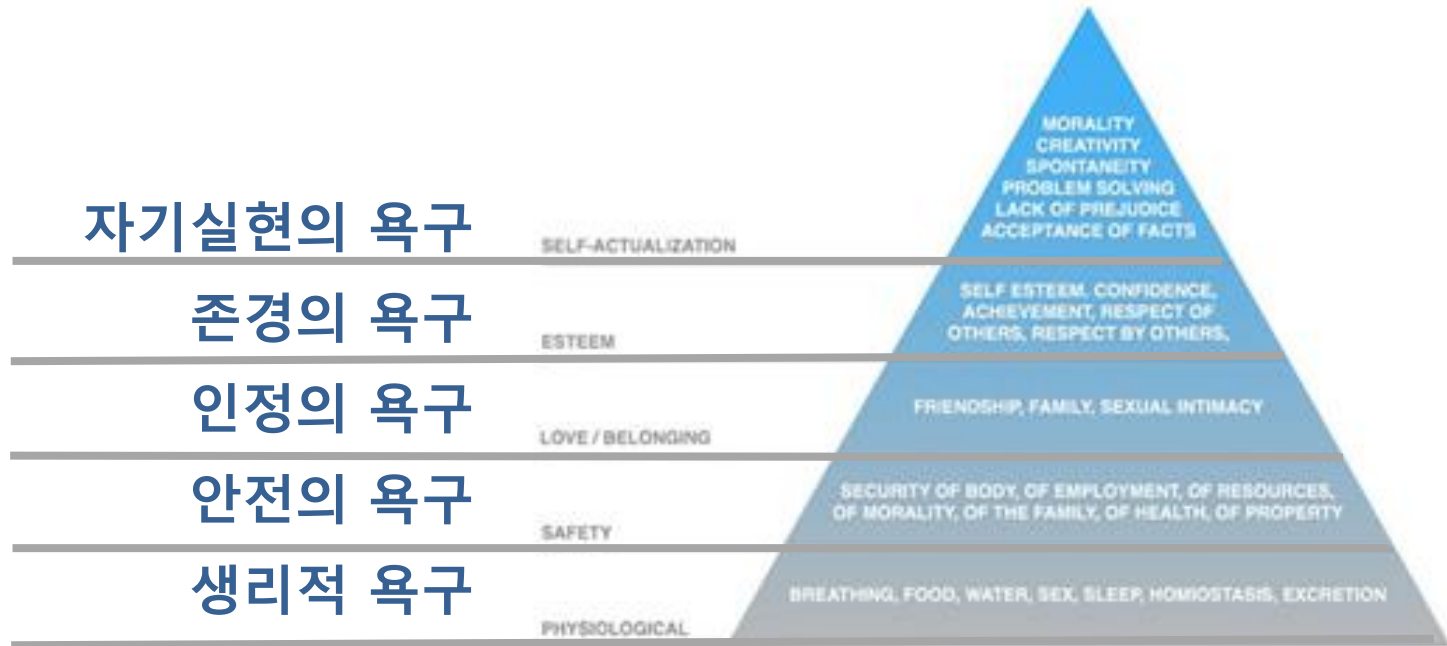 MORALITY
CREATIVITY
SPONTANEITY
PROBLEM SOLVING
LACK OF PREJUDICE
ACCEPTANCE OF FACTS
자기실현의 욕구
SELF-ACTUALIZATION
SELF ESTEEM, CONFIDENCE,
ACHIEVEMENT, RESPECT OF
OTHERS, RESPECT BY OTHERS,
존경의 욕구
ESTEEM
인정의 욕구
FRIENDSHIP, FAMILY, SEXUAL INTIMACY
LOVE / BELONGING
안전의 욕구
SECURITY OF BODY, OF EMPLOYMENT, OF RESOURCES,
OF MORALITY, OF THE FAMILY, OF HEALTH, OF PROPERTY
SAFETY
생리적 욕구
BREATHING, FOOD, WATER, SEX, SLEEP, HOMIOSTASIS, EXCRETION
PHYSIOLOGICAL